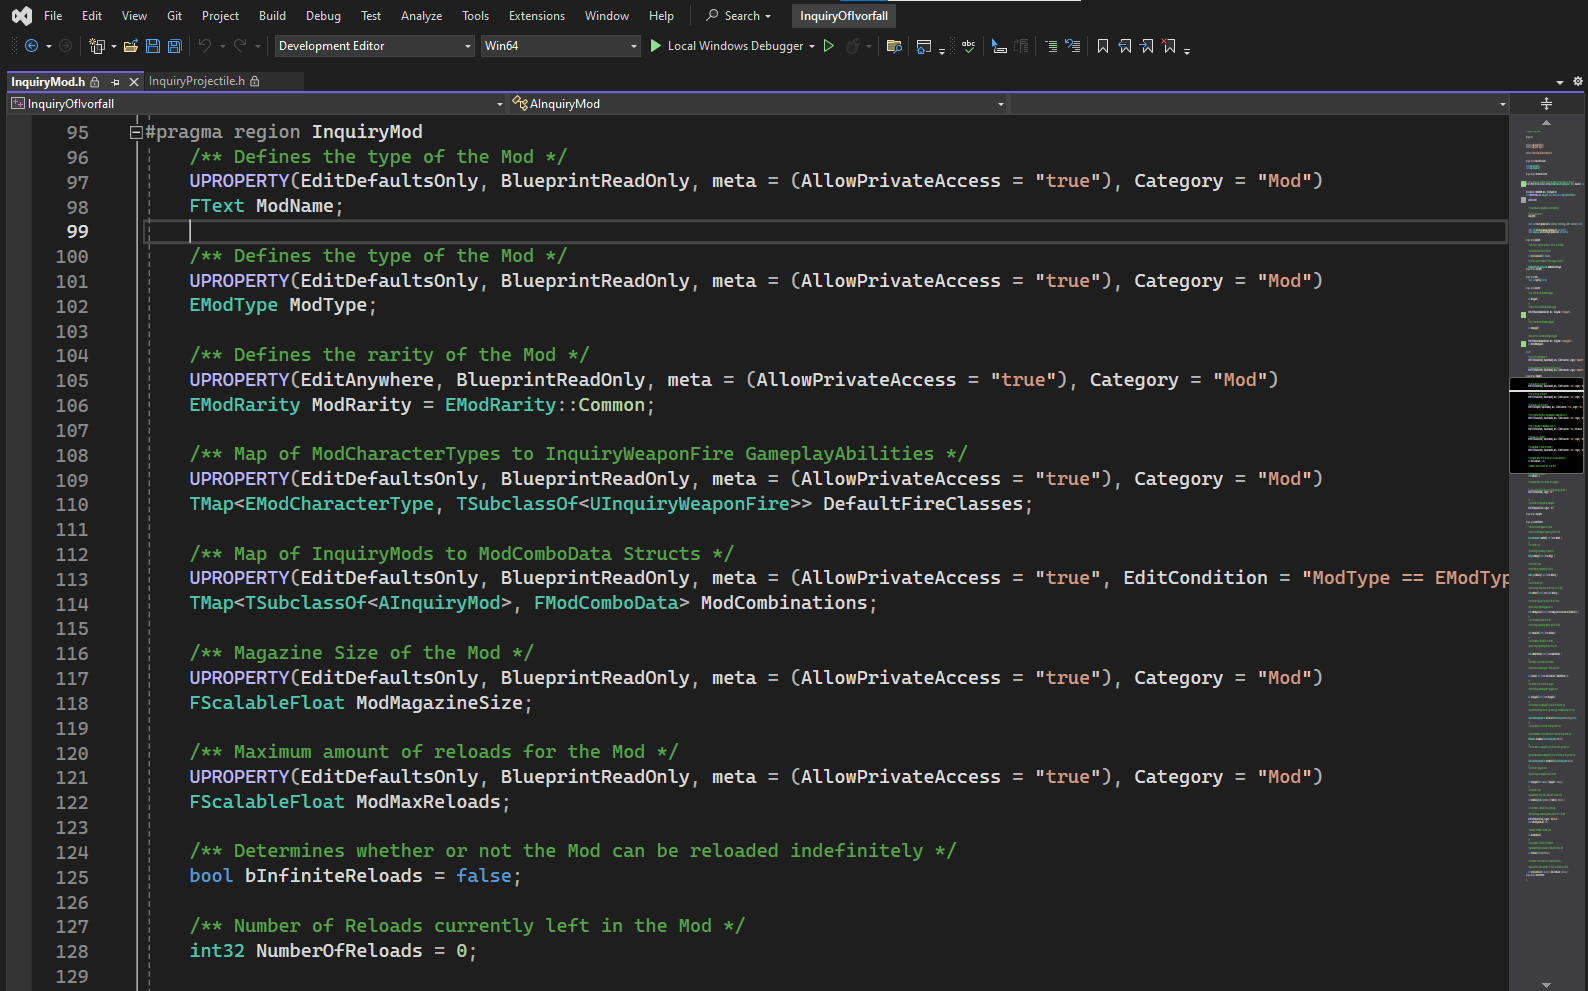 File Edit View Git Project Build Debug Test Analyze Tools Extensions Window Help Search InquiryOfIvorfall
Development Editor Win64 Local Windows Debugger
InquiryMod.h InquiryProjectile.h
InquiryOfIvorfall AInquiryMod
95 #pragma region InquiryMod
96 /** Defines the type of the Mod */
97 UPROPERTY(EditDefaultsOnly, BlueprintReadOnly, meta = (AllowPrivateAccess = "true"), Category = "Mod")
98 FText ModName;
99
100 /** Defines the type of the Mod */
101 UPROPERTY(EditDefaultsOnly, BlueprintReadOnly, meta = (AllowPrivateAccess = "true"), Category = "Mod")
102 EModType ModType;
103
104 /** Defines the rarity of the Mod */
105 UPROPERTY(EditAnywhere, BlueprintReadOnly, meta = (AllowPrivateAccess = "true"), Category = "Mod")
106 EModRarity ModRarity = EModRarity::Common;
107
108 /** Map of ModCharacterTypes to InquiryWeaponFire GameplayAbilities */
109 UPROPERTY(EditDefaultsOnly, BlueprintReadOnly, meta = (AllowPrivateAccess = "true"), Category = "Mod")
110 TMap<EModCharacterType, TSubclassOf<UInquiryWeaponFire>> DefaultFireClasses;
111
112 /** Map of InquiryMods to ModComboData Structs */
113 UPROPERTY(EditDefaultsOnly, BlueprintReadOnly, meta = (AllowPrivateAccess = "true", EditCondition = "ModType == EModTyp
114 TMap<TSubclassOf<AInquiryMod>, FModComboData> ModCombinations;
115
116 /** Magazine Size of the Mod */
117 UPROPERTY(EditDefaultsOnly, BlueprintReadOnly, meta = (AllowPrivateAccess = "true"), Category = "Mod")
118 FScalableFloat ModMagazineSize;
119
120 /** Maximum amount of reloads for the Mod */
121 UPROPERTY(EditDefaultsOnly, BlueprintReadOnly, meta = (AllowPrivateAccess = "true"), Category = "Mod")
122 FScalableFloat ModMaxReloads;
123
124 /** Determines whether or not the Mod can be reloaded indefinitely */
125 bool bInfiniteReloads = false;
126
127 /** Number of Reloads currently left in the Mod */
128 int32 NumberOfReloads = 0;
129